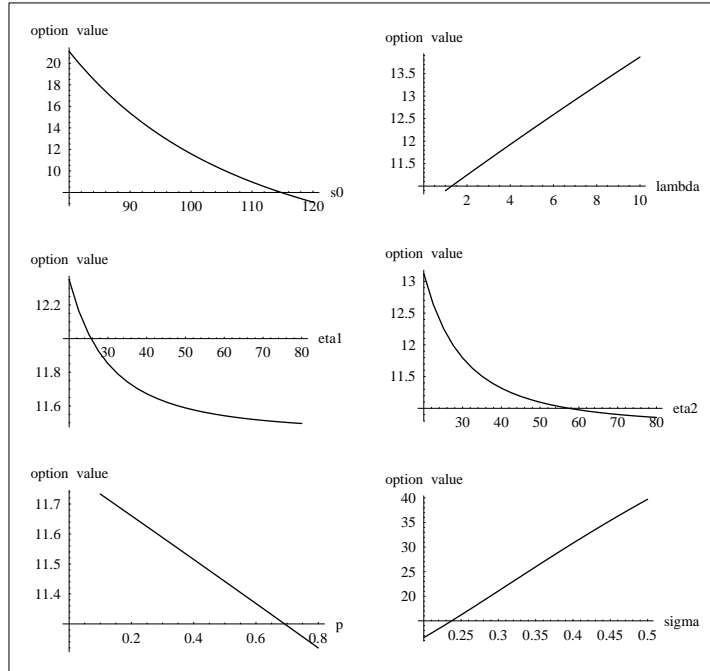 option value
20
18
16
14
12
10
90 100 110 120
s0
option value
13.5
13
12.5
12
11.5
2 4 6 8 10
lambda
option value
12.2
11.8
11.6
30 40 50 60 70 80
eta1
option value
13
12.5
12
11.5
30 40 50 60 70 80
eta2
option value
11.7
11.6
11.5
11.4
0.2 0.4 0.6 0.8
p
option value
40
35
30
25
20
0.25 0.3 0.35 0.4 0.45 0.5
sigma